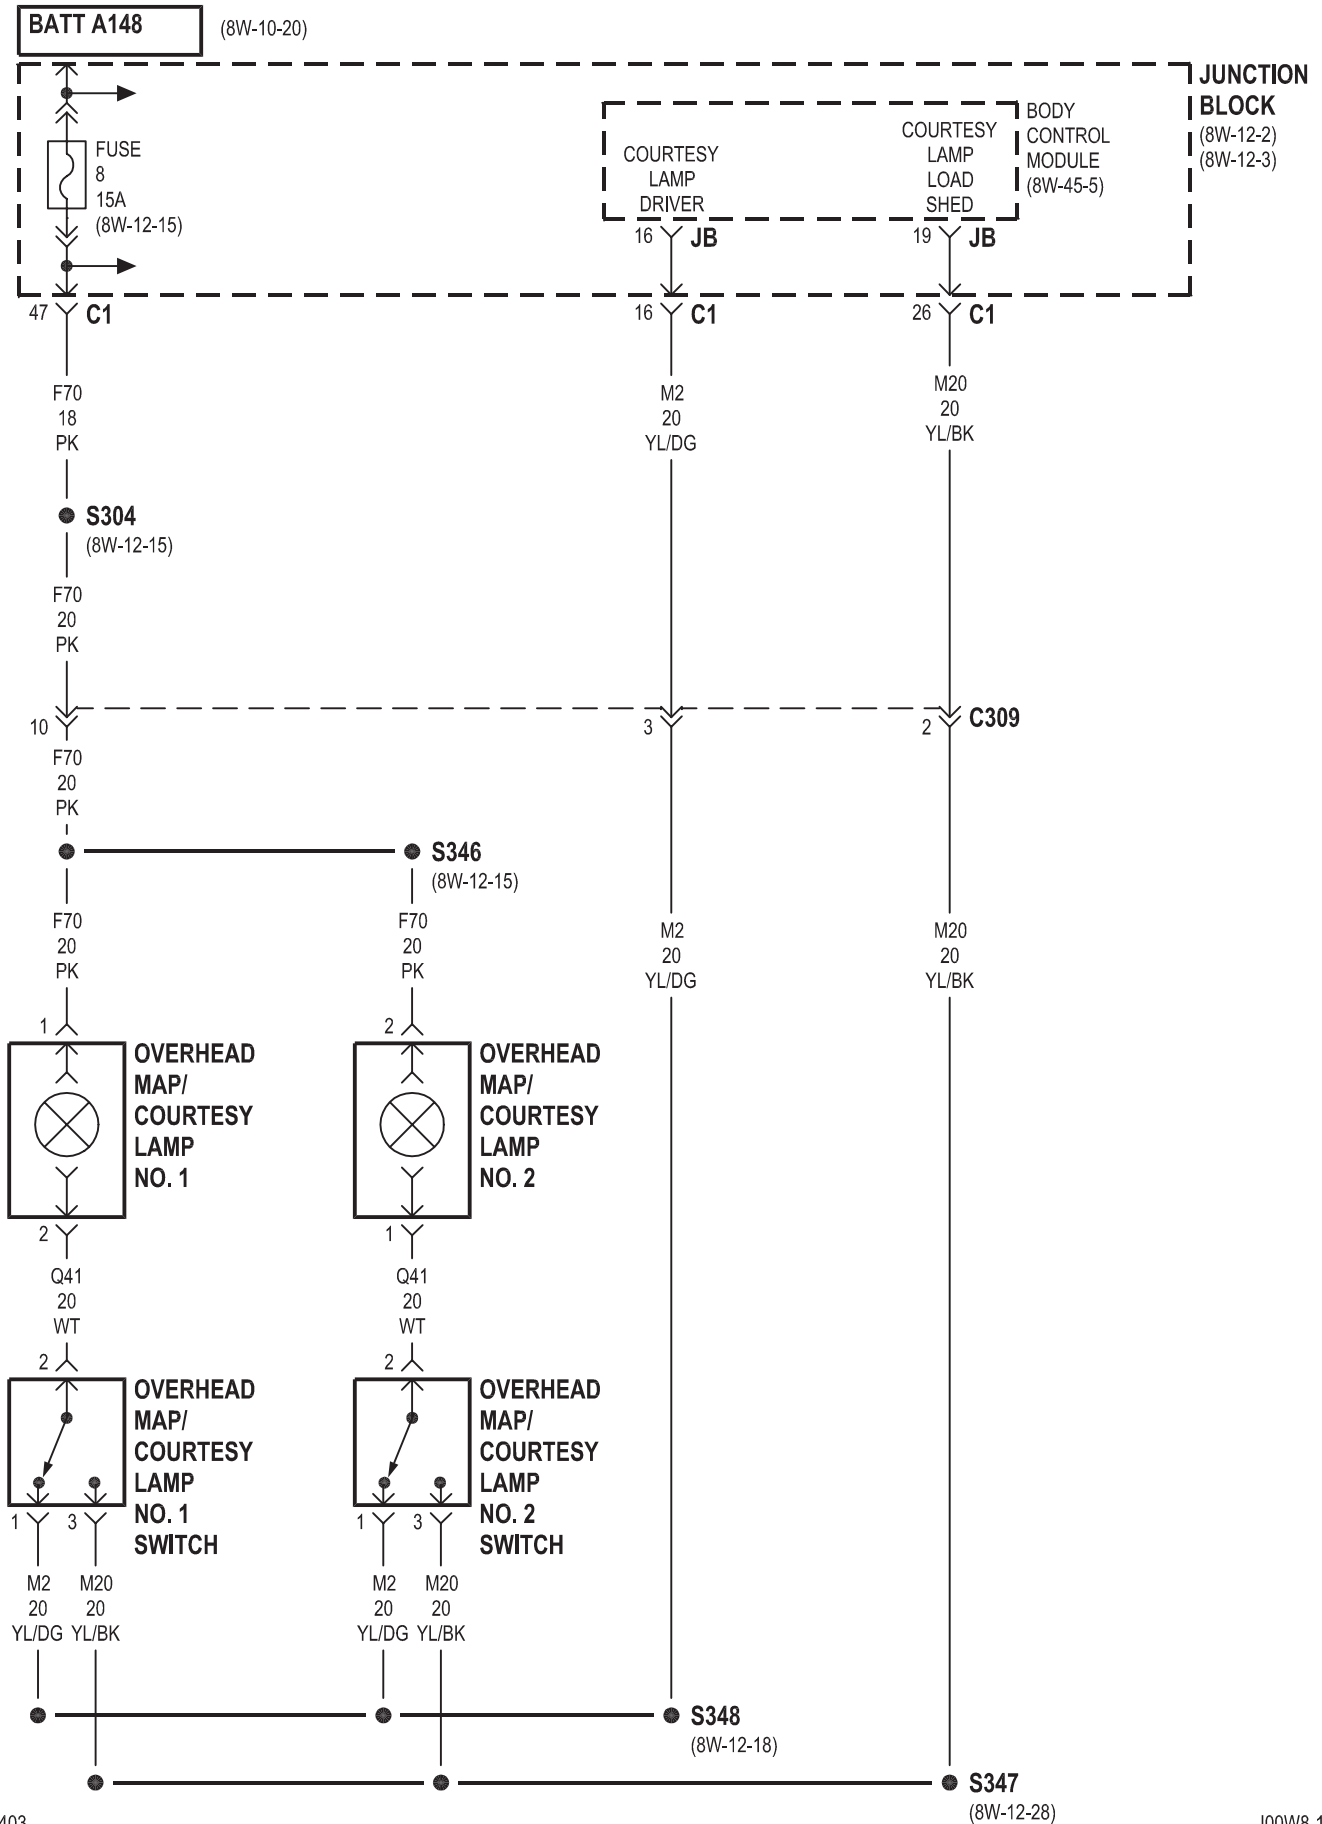 BATT A148
(8W-10-20)
JUNCTION
BLOCK
(8W-12-2)
(8W-12-3)
BODY
CONTROL
MODULE
(8W-45-5)
COURTESY
LAMP
DRIVER
COURTESY
LAMP
LOAD
SHED
FUSE
8
15A
(8W-12-15)
16 JB
19 JB
47 C1
16 C1
26 C1
F70
18
PK
M2
20
YL/DG
M20
20
YL/BK
S304
(8W-12-15)
F70
20
PK
10
3
2
C309
F70
20
PK
S346
(8W-12-15)
F70
20
PK
F70
20
PK
M2
20
YL/DG
M20
20
YL/BK
1
OVERHEAD
MAP/
COURTESY
LAMP
NO. 1
2
2
OVERHEAD
MAP/
COURTESY
LAMP
NO. 2
1
Q41
20
WT
Q41
20
WT
2
OVERHEAD
MAP/
COURTESY
LAMP
NO. 1
SWITCH
1 3
2
OVERHEAD
MAP/
COURTESY
LAMP
NO. 2
SWITCH
1 3
M2
20
YL/DG
M20
20
YL/BK
M2
20
YL/DG
M20
20
YL/BK
S348
(8W-12-18)
S347
(8W-12-28)